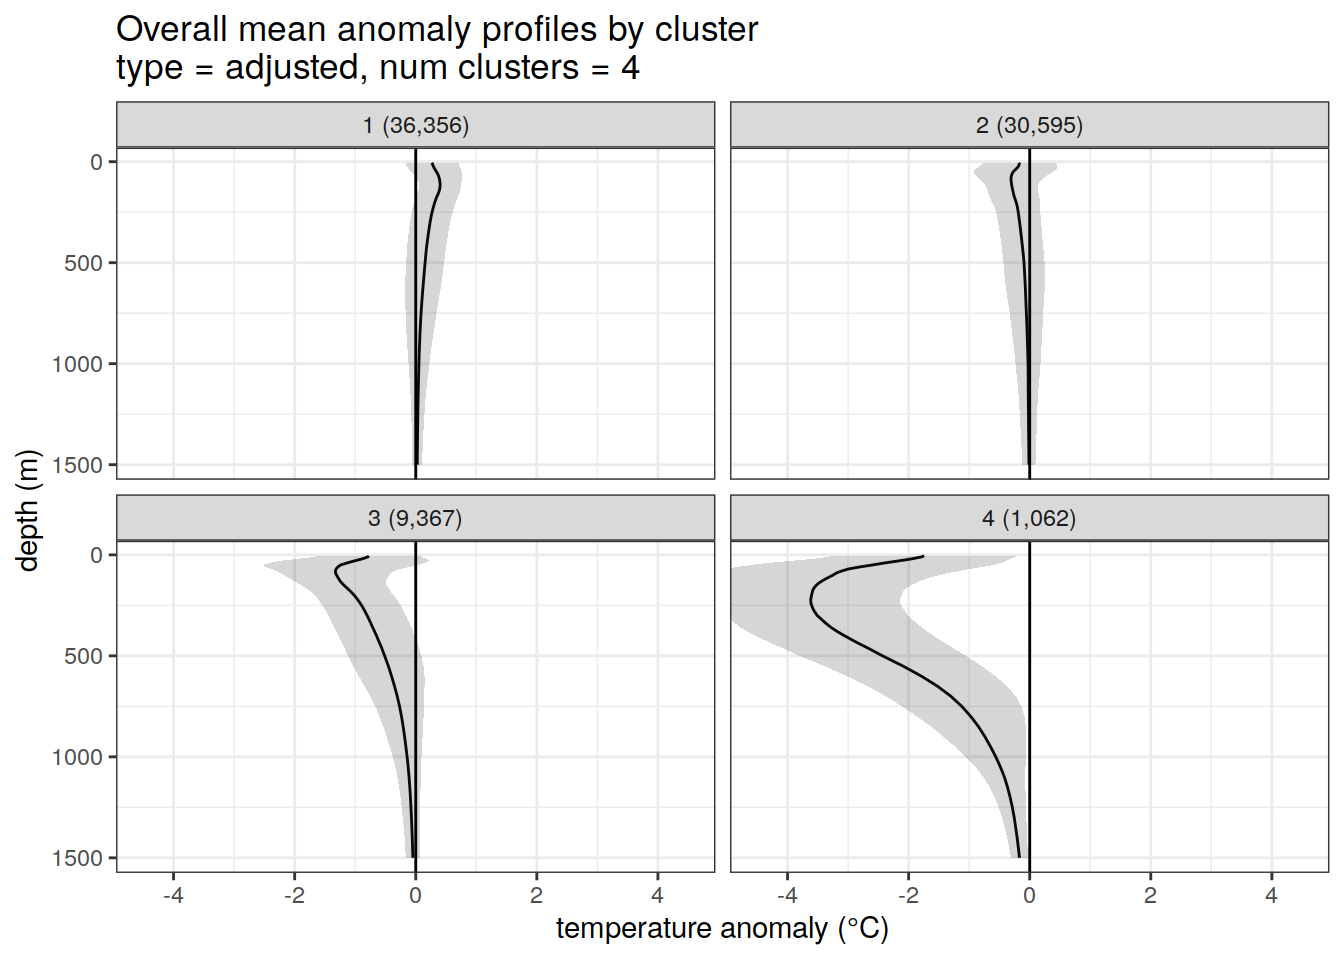 Overall mean anomaly profiles by cluster
type = adjusted, num clusters = 4
1 (36,356)
2 (30,595)
0
500
1000
1500
depth (m)
3 (9,367)
4 (1,062)
0
500
1000
1500
-4 -2 0 2 4
-4 -2 0 2 4
temperature anomaly (°C)